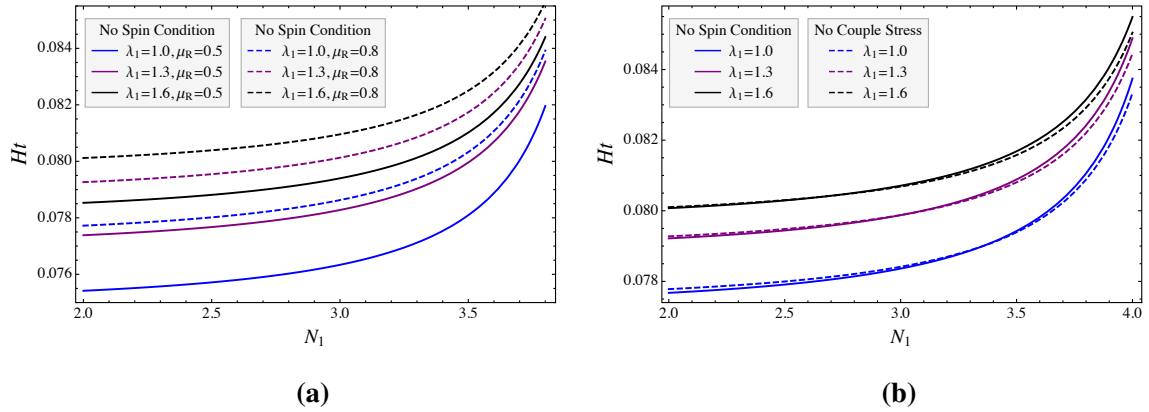 No Spin Condition
λ₁=1.0, μR=0.5
λ₁=1.3, μR=0.5
λ₁=1.6, μR=0.5
No Spin Condition
λ₁=1.0, μR=0.8
λ₁=1.3, μR=0.8
λ₁=1.6, μR=0.8
0.084
0.082
0.080
0.078
0.076
Ht
2.0 2.5 3.0 3.5
N₁
(a)
No Spin Condition
λ₁=1.0
λ₁=1.3
λ₁=1.6
No Couple Stress
λ₁=1.0
λ₁=1.3
λ₁=1.6
0.084
0.082
0.080
0.078
Ht
2.0 2.5 3.0 3.5 4.0
N₁
(b)